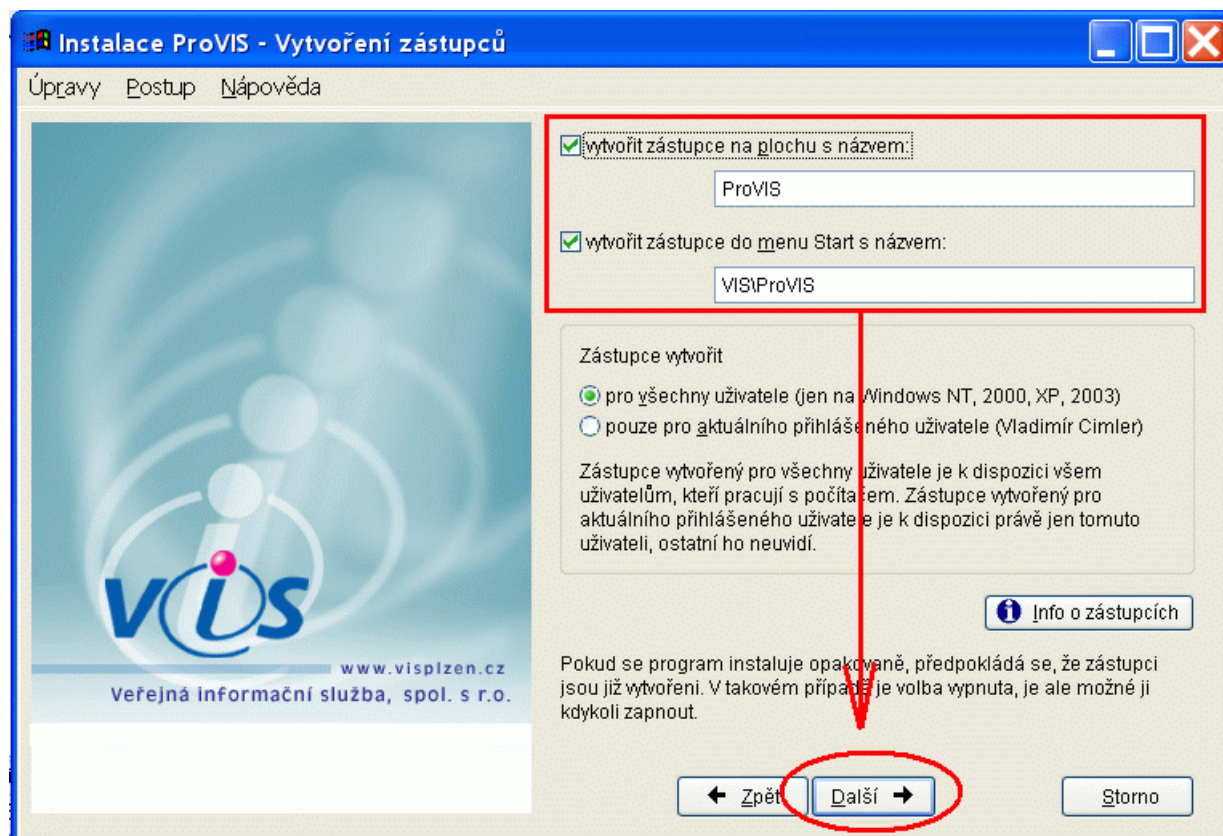 Instalace ProVIS - Vytvoření zástupců
Úpravy Postup Nápověda
vytvořit zástupce na plochu s názvem:
ProVIS
vytvořit zástupce do menu Start s názvem:
VIS\ProVIS
Zástupce vytvořit
pro všechny uživatele (jen na Windows NT, 2000, XP, 2003)
pouze pro aktuálního přihlášeného uživatele (Vladimír Cimler)
Zástupce vytvořený pro všechny uživatele je k dispozici všem
uživatelům, kteří pracují s počítačem. Zástupce vytvořený pro
aktuálního přihlášeného uživatele je k dispozici právě jen tomuto
uživateli, ostatní ho neuvidí.
Info o zástupcích
vis
www.visplzen.cz
Veřejná informační služba, spol. s r.o.
Pokud se program instaluje opakovaně, předpokládá se, že zástupci
jsou již vytvořeni. V takovém případě je volba vypnuta, je ale možné ji
kdykoli zapnout.
Zpět Další Storno